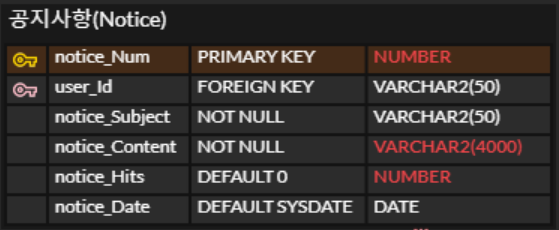 공지사항(Notice)
notice_Num PRIMARY KEY NUMBER
user_Id FOREIGN KEY VARCHAR2(50)
notice_Subject NOT NULL VARCHAR2(50)
notice_Content NOT NULL VARCHAR2(4000)
notice_Hits DEFAULT 0 NUMBER
notice_Date DEFAULT SYSDATE DATE